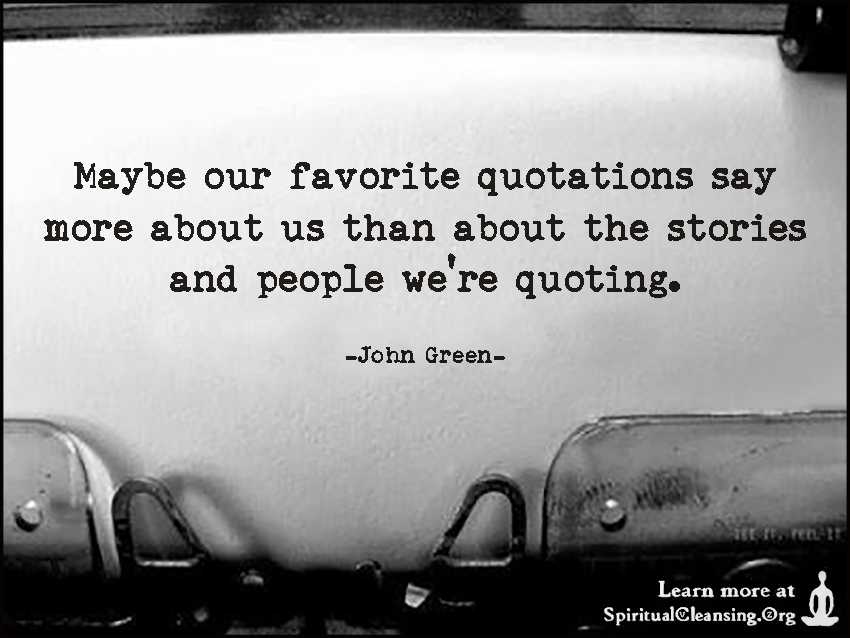 Maybe our favorite quotations say
more about us than about the stories
and people we're quoting.
-John Green-
Learn more at
SpiritualCleansing.Org